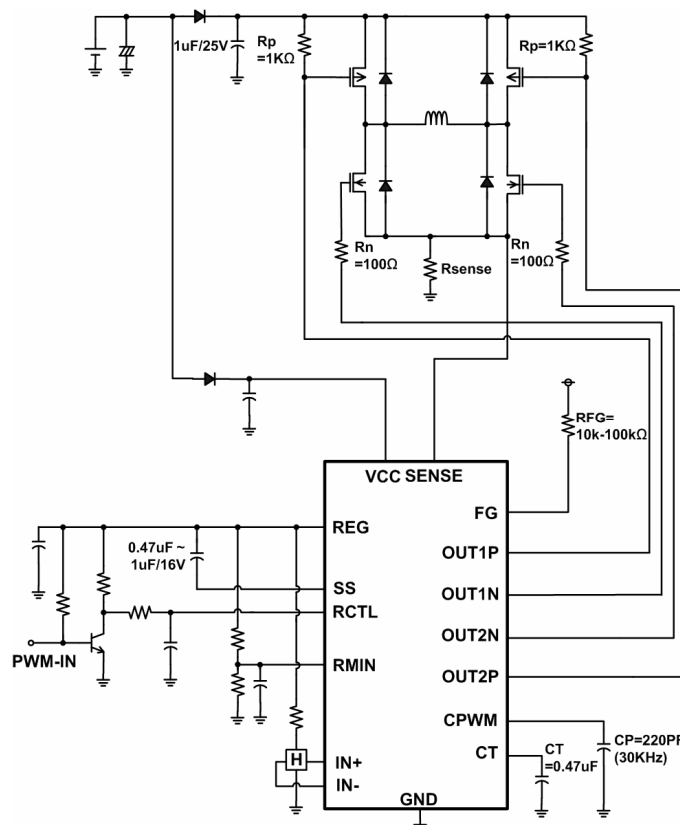 1uF/25V
Rp
=1KΩ
Rp=1KΩ
Rn
=100Ω
Rsense
Rn
=100Ω
RFG=
10k-100kΩ
VCC SENSE
FG
REG
0.47uF ~
1uF/16V
OUT1P
SS
OUT1N
RCTL
OUT2N
PWM-IN
RMIN
OUT2P
CPWM
CP=220PF
(30KHz)
CT
CT
=0.47uF
H
IN+
IN-
GND